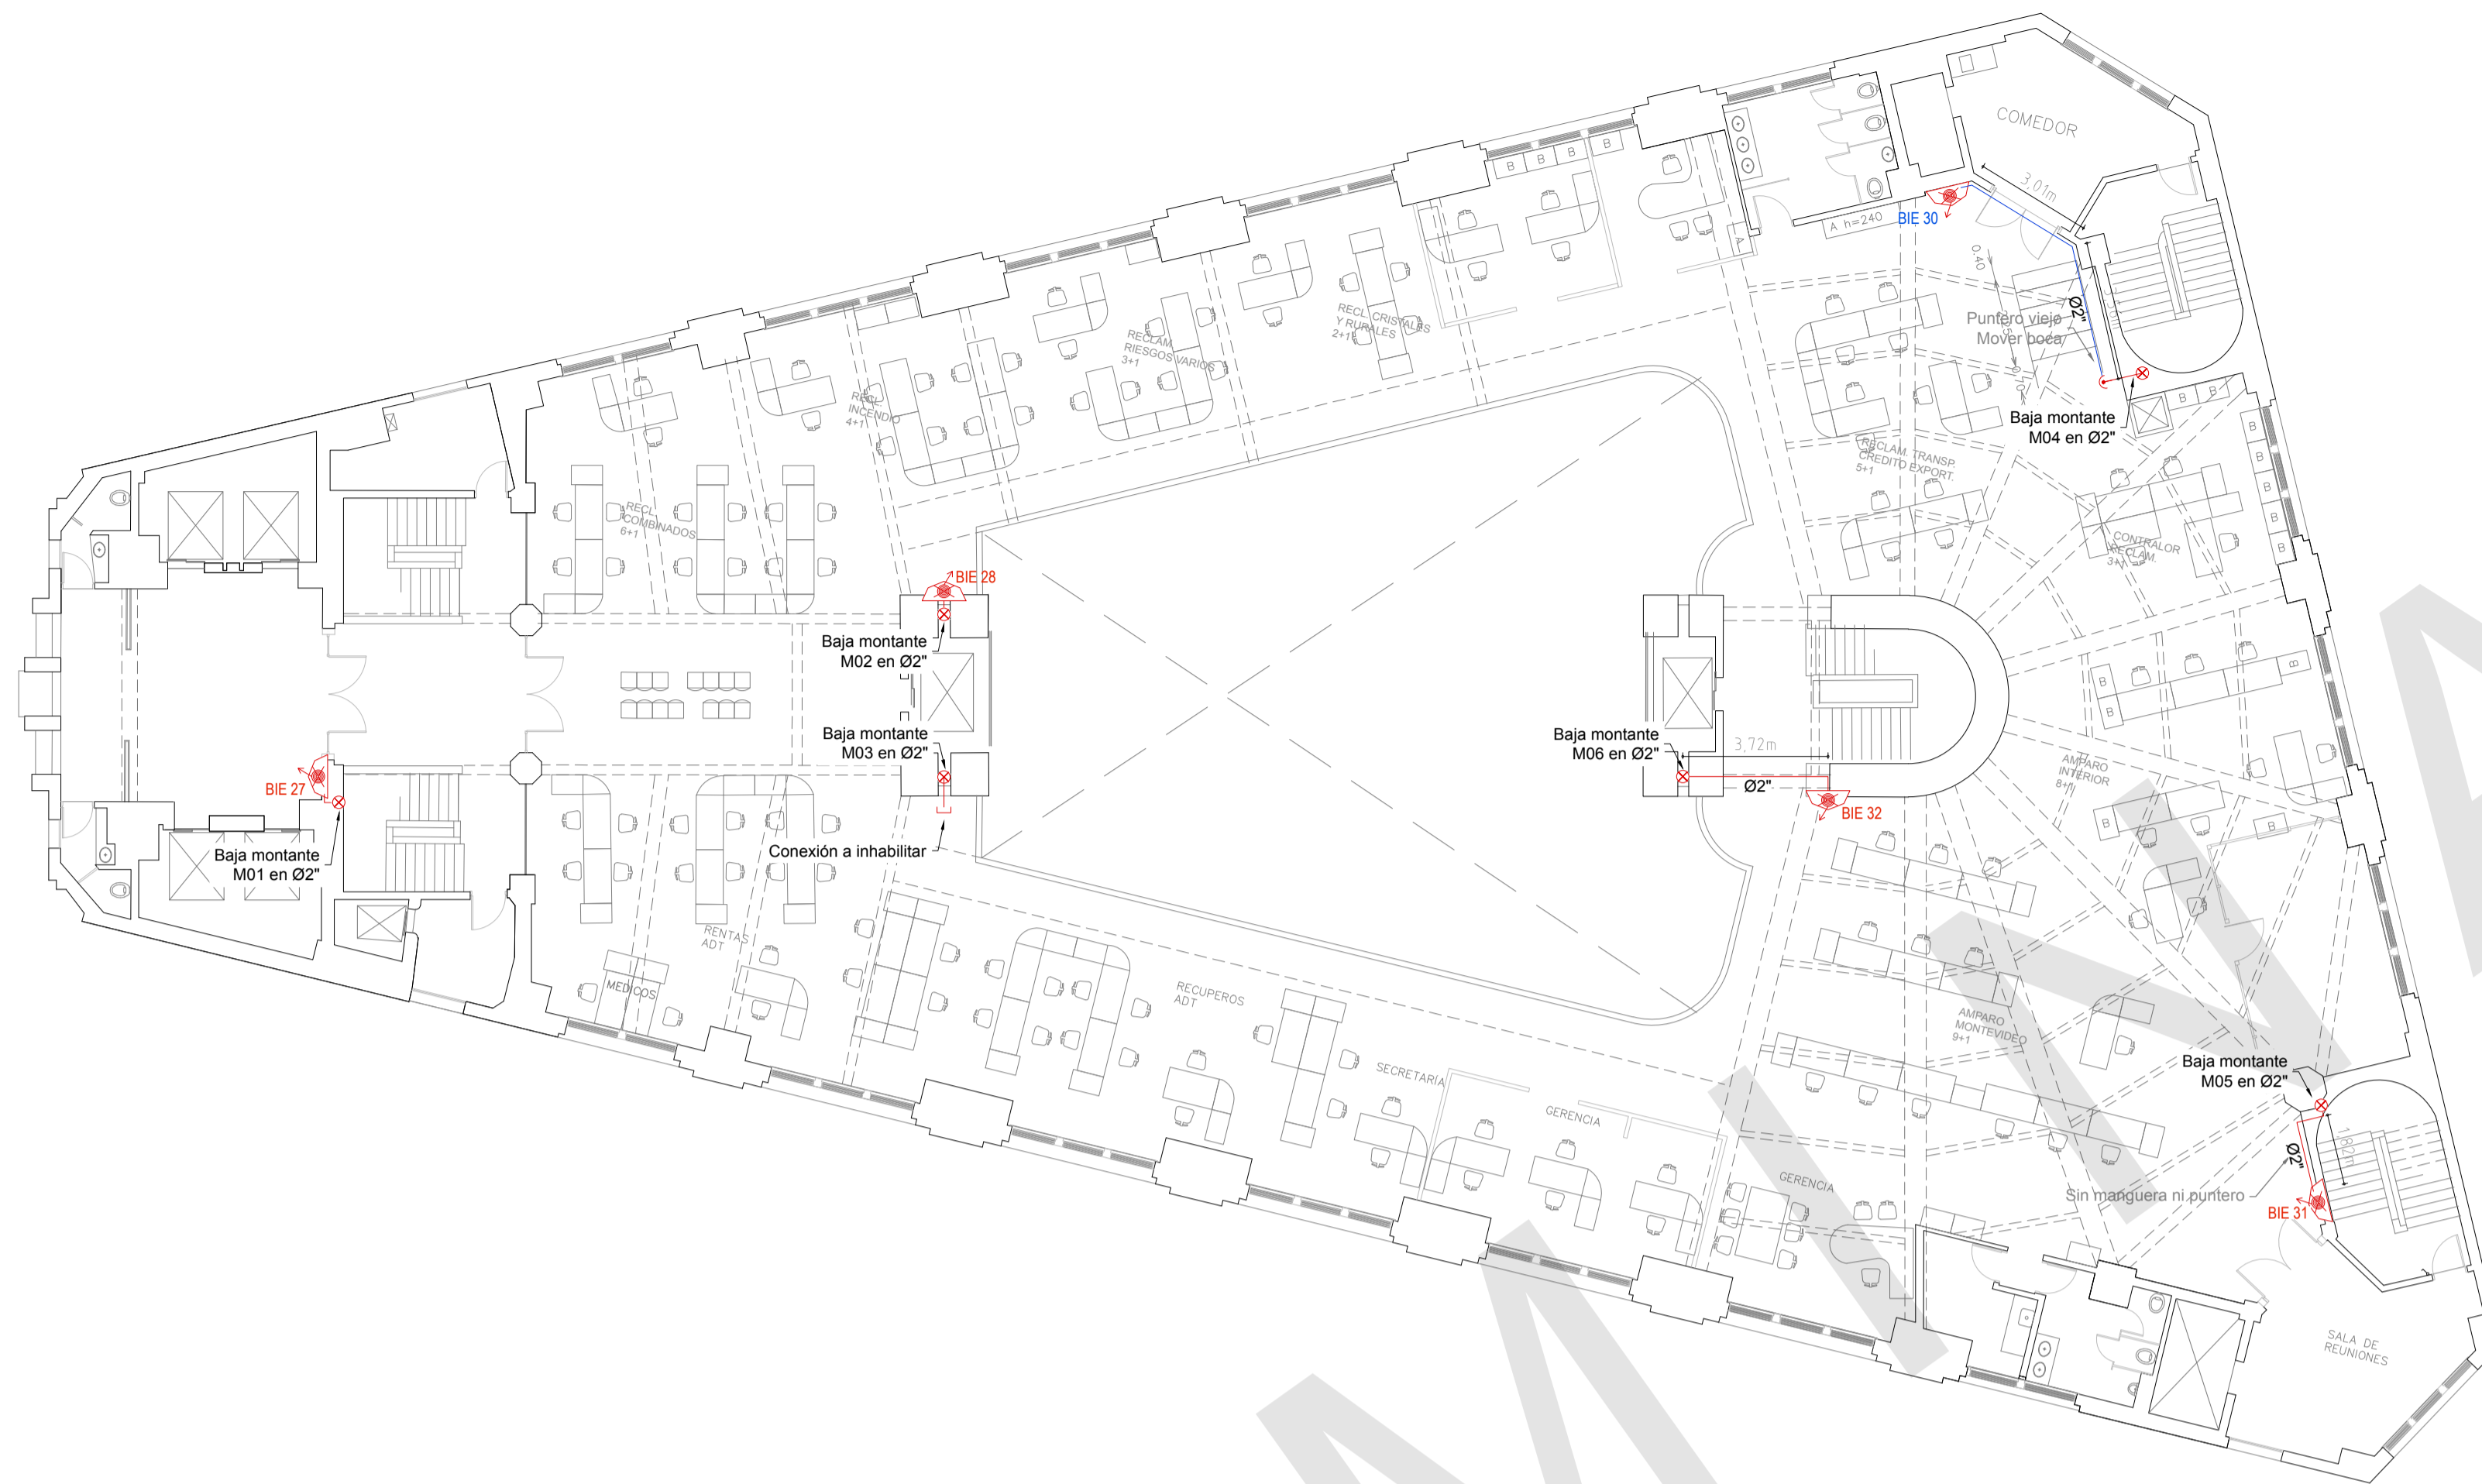 COMEDOR
3,01m
BIE 30
A h=240
0.40
Ø2"
Puntero viejo
Mover boca
Baja montante
M04 en Ø2"
B
B
B
B
A
RECL. CRISTALES
Y RURALES
2+1
RECLAM.
RIESGOS VARIOS
3+1
RECL.
INCENDIO
4+1
RECL.
COMBINADOS
6+1
RECLAM. TRANSP.
CREDITO EXPORT.
5+1
B
B
B
B
B
B
B
B
CONTRALOR
RECLAM.
3+1
BIE 28
Baja montante
M02 en Ø2"
Baja montante
M03 en Ø2"
Conexión a inhabilitar
BIE 27
Baja montante
M01 en Ø2"
Baja montante
M06 en Ø2"
3,72m
Ø2"
BIE 32
B
B
B
AMPARO
INTERIOR
8+1
B
B
RENTAS
ADT
MEDICOS
RECUPEROS
ADT
SECRETARÍA
GERENCIA
GERENCIA
AMPARO
MONTEVIDEO
9+1
Baja montante
M05 en Ø2"
1,82m
Ø2"
Sin manguera ni puntero
BIE 31
SALA DE
REUNIONES